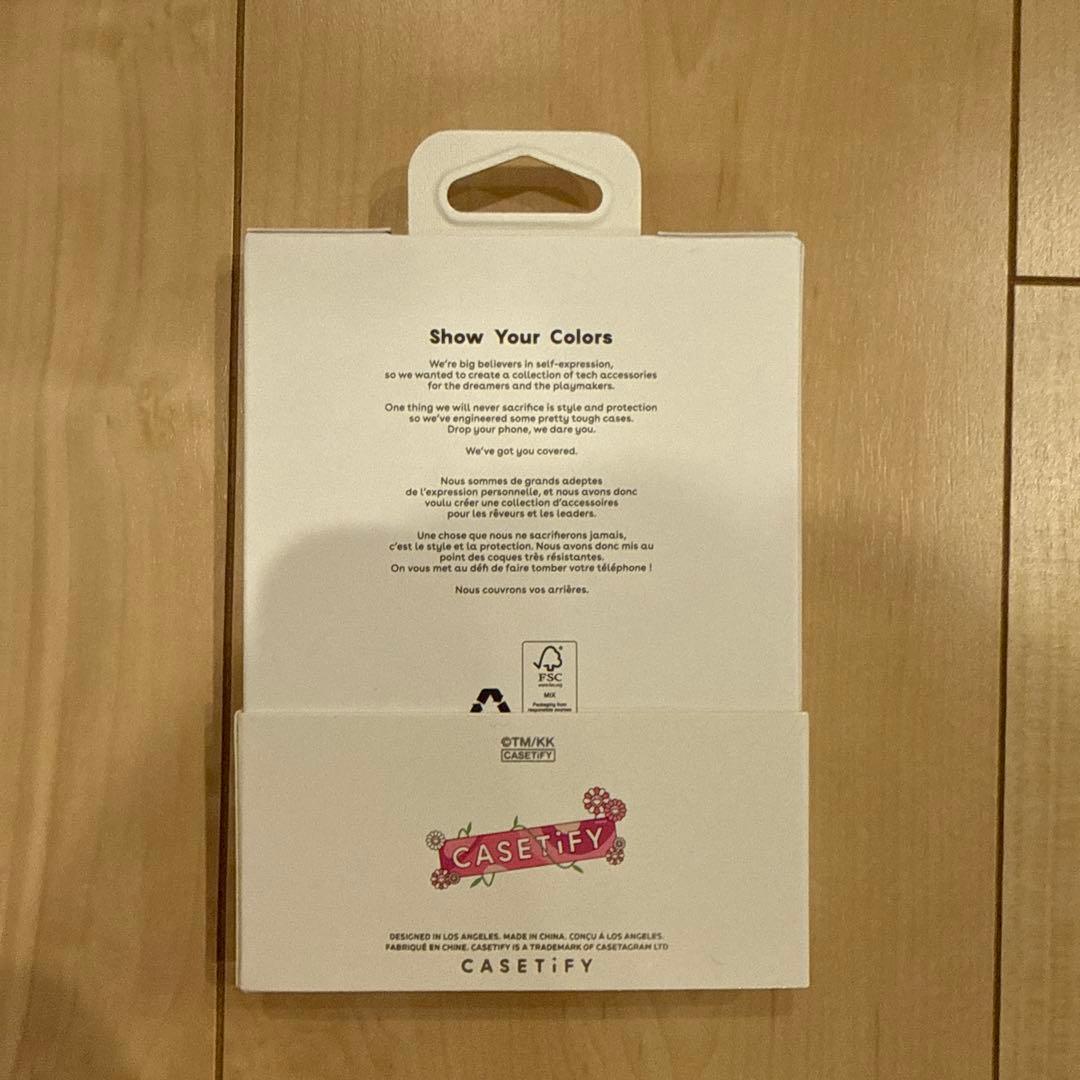 Show Your Colors
We're big believers in self-expression,
so we wanted to create a collection of tech accessories
for the dreamers and the playmakers.
One thing we will never sacrifice is style and protection
so we've engineered some pretty tough cases.
Drop your phone, we dare you.
We've got you covered.
Nous sommes de grands adeptes
de l'expression personnelle, et nous avons donc
voulu créer une collection d'accessoires
pour les rêveurs et les leaders.
Une chose que nous ne sacrifierons jamais,
c'est le style et la protection. Nous avons donc mis au
point des coques très résistantes.
On vous met au défi de faire tomber votre téléphone !
Nous couvrons vos arrières.
FSC
www.fsc.org
MIX
Packaging from
responsible sources
©TM/KK
CASETiFY
CASETiFY
DESIGNED IN LOS ANGELES. MADE IN CHINA. CONÇU À LOS ANGELES.
FABRIQUÉ EN CHINE. CASETIFY IS A TRADEMARK OF CASETAGRAM LTD
CASETiFY